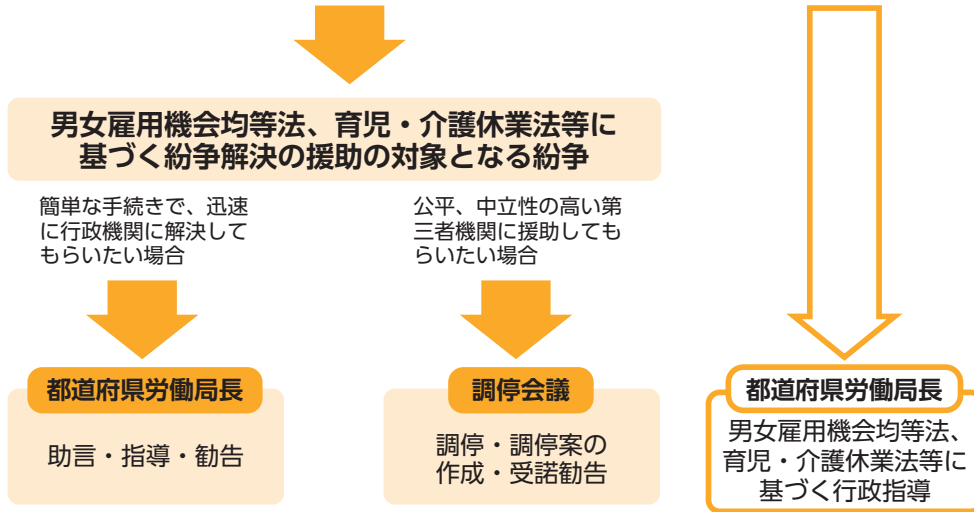 男女雇用機会均等法、育児・介護休業法等に
基づく紛争解決の援助の対象となる紛争
簡単な手続きで、迅速
に行政機関に解決して
もらいたい場合
公平、中立性の高い第
三者機関に援助しても
らいたい場合
都道府県労働局長
助言・指導・勧告
調停会議
調停・調停案の
作成・受諾勧告
都道府県労働局長
男女雇用機会均等法、
育児・介護休業法等に
基づく行政指導